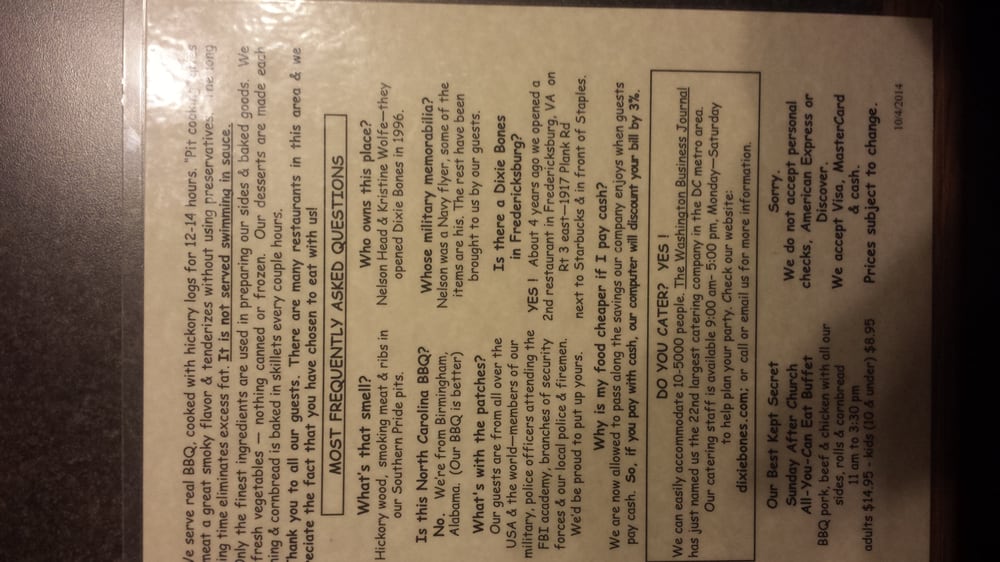 We serve real BBQ, cooked with hickory logs for 12-14 hours. "Pit cooking gives
meat a great smoky flavor & tenderizes without using preservatives. The long
ing time eliminates excess fat. It is not served swimming in sauce.
Only the finest ingredients are used in preparing our sides & baked goods. We
fresh vegetables — nothing canned or frozen. Our desserts are made each
ning & cornbread is baked in skillets every couple hours.
Thank you to all our guests. There are many restaurants in this area & we
reciate the fact that you have chosen to eat with us!
MOST FREQUENTLY ASKED QUESTIONS
What's that smell?
Hickory wood, smoking meat & ribs in
our Southern Pride pits.
Is this North Carolina BBQ?
No. We're from Birmingham,
Alabama. (Our BBQ is better)
What's with the patches?
Our guests are from all over the
USA & the world—members of our
military, police officers attending the
FBI academy, branches of security
forces & our local police & firemen.
We'd be proud to put up yours.
Who owns this place?
Nelson Head & Kristine Wolfe—they
opened Dixie Bones in 1996.
Whose military memorabilia?
Nelson was a Navy flyer, some of the
items are his. The rest have been
brought to us by our guests.
Is there a Dixie Bones
in Fredericksburg?
YES! About 4 years ago we opened a
2nd restaurant in Fredericksburg, VA on
Rt 3 east—1917 Plank Rd
next to Starbucks & in front of Staples.
Why is my food cheaper if I pay cash?
We are now allowed to pass along the savings our company enjoys when guests
pay cash. So, if you pay with cash, our computer will discount your bill by 3%.
DO YOU CATER? YES!
We can easily accommodate 10-5000 people. The Washington Business Journal
has just named us the 22nd largest catering company in the DC metro area.
Our catering staff is available 9:00 am- 5:00 pm, Monday—Saturday
to help plan your party. Check our website:
dixiebones.com; or call or email us for more information.
Our Best Kept Secret
Sunday After Church
All-You-Can Eat Buffet
BBQ pork, beef & chicken with all our
sides, rolls & cornbread
11 am to 3:30 pm
adults $14.95 - kids (10 & under) $8.95
Sorry.
We do not accept personal
checks, American Express or
Discover.
We accept Visa, MasterCard
& cash.
Prices subject to change.
10/4/2014